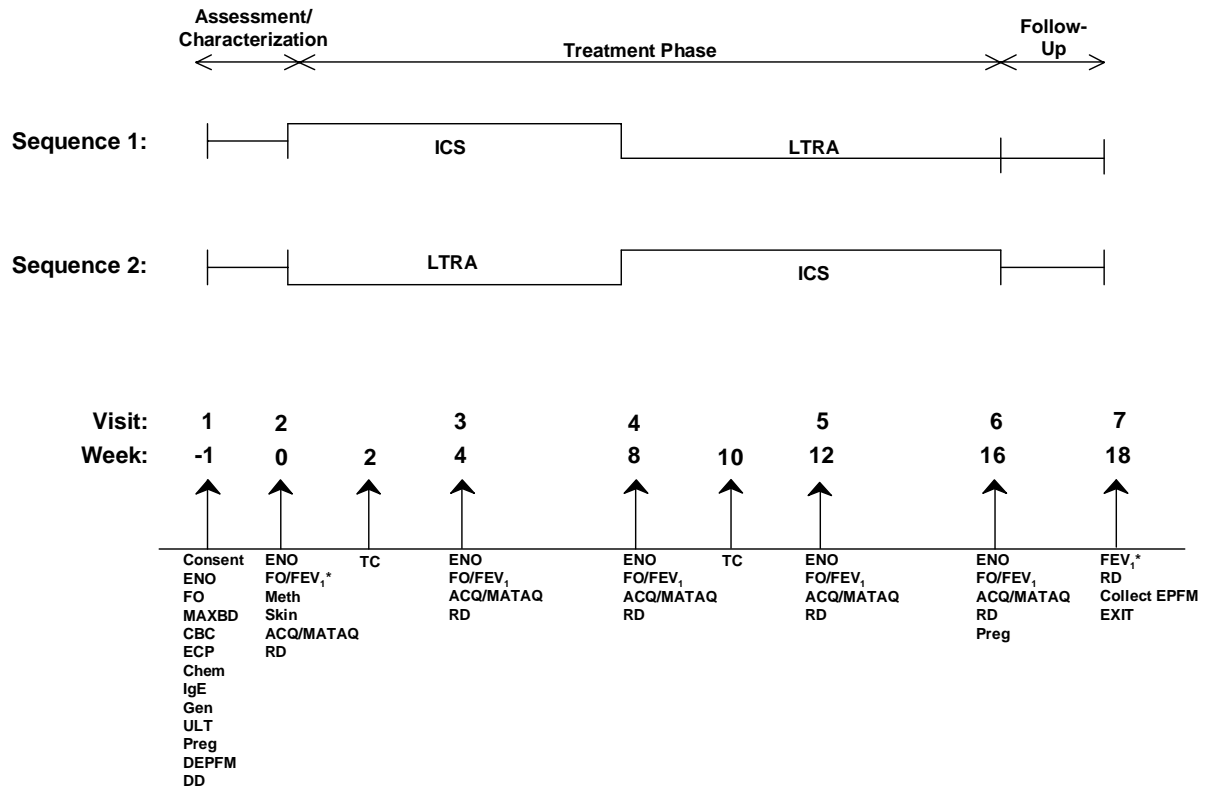 Assessment/
Characterization
Treatment Phase
Follow-
Up
Sequence 1:
ICS
LTRA
Sequence 2:
LTRA
ICS
Visit: 1 2 3 4 5 6 7
Week: -1 0 2 4 8 10 12 16 18
Consent
ENO
FO
MAXBD
CBC
ECP
Chem
IgE
Gen
ULT
Preg
DEPFM
DD
ENO
FO/FEV₁*
Meth
Skin
ACQ/MATAQ
RD
TC
ENO
FO/FEV₁
ACQ/MATAQ
RD
ENO
FO/FEV₁
ACQ/MATAQ
RD
TC
ENO
FO/FEV₁
ACQ/MATAQ
RD
ENO
FO/FEV₁
ACQ/MATAQ
RD
Preg
FEV₁*
RD
Collect EPFM
EXIT